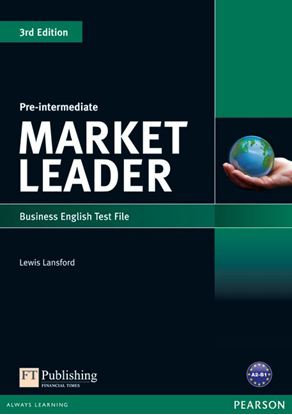 3rd Edition
Pre-intermediate
MARKET
LEADER
Business English Test File
Lewis Lansford
FT Publishing
FINANCIAL TIMES
A2-B1
ALWAYS LEARNING
PEARSON